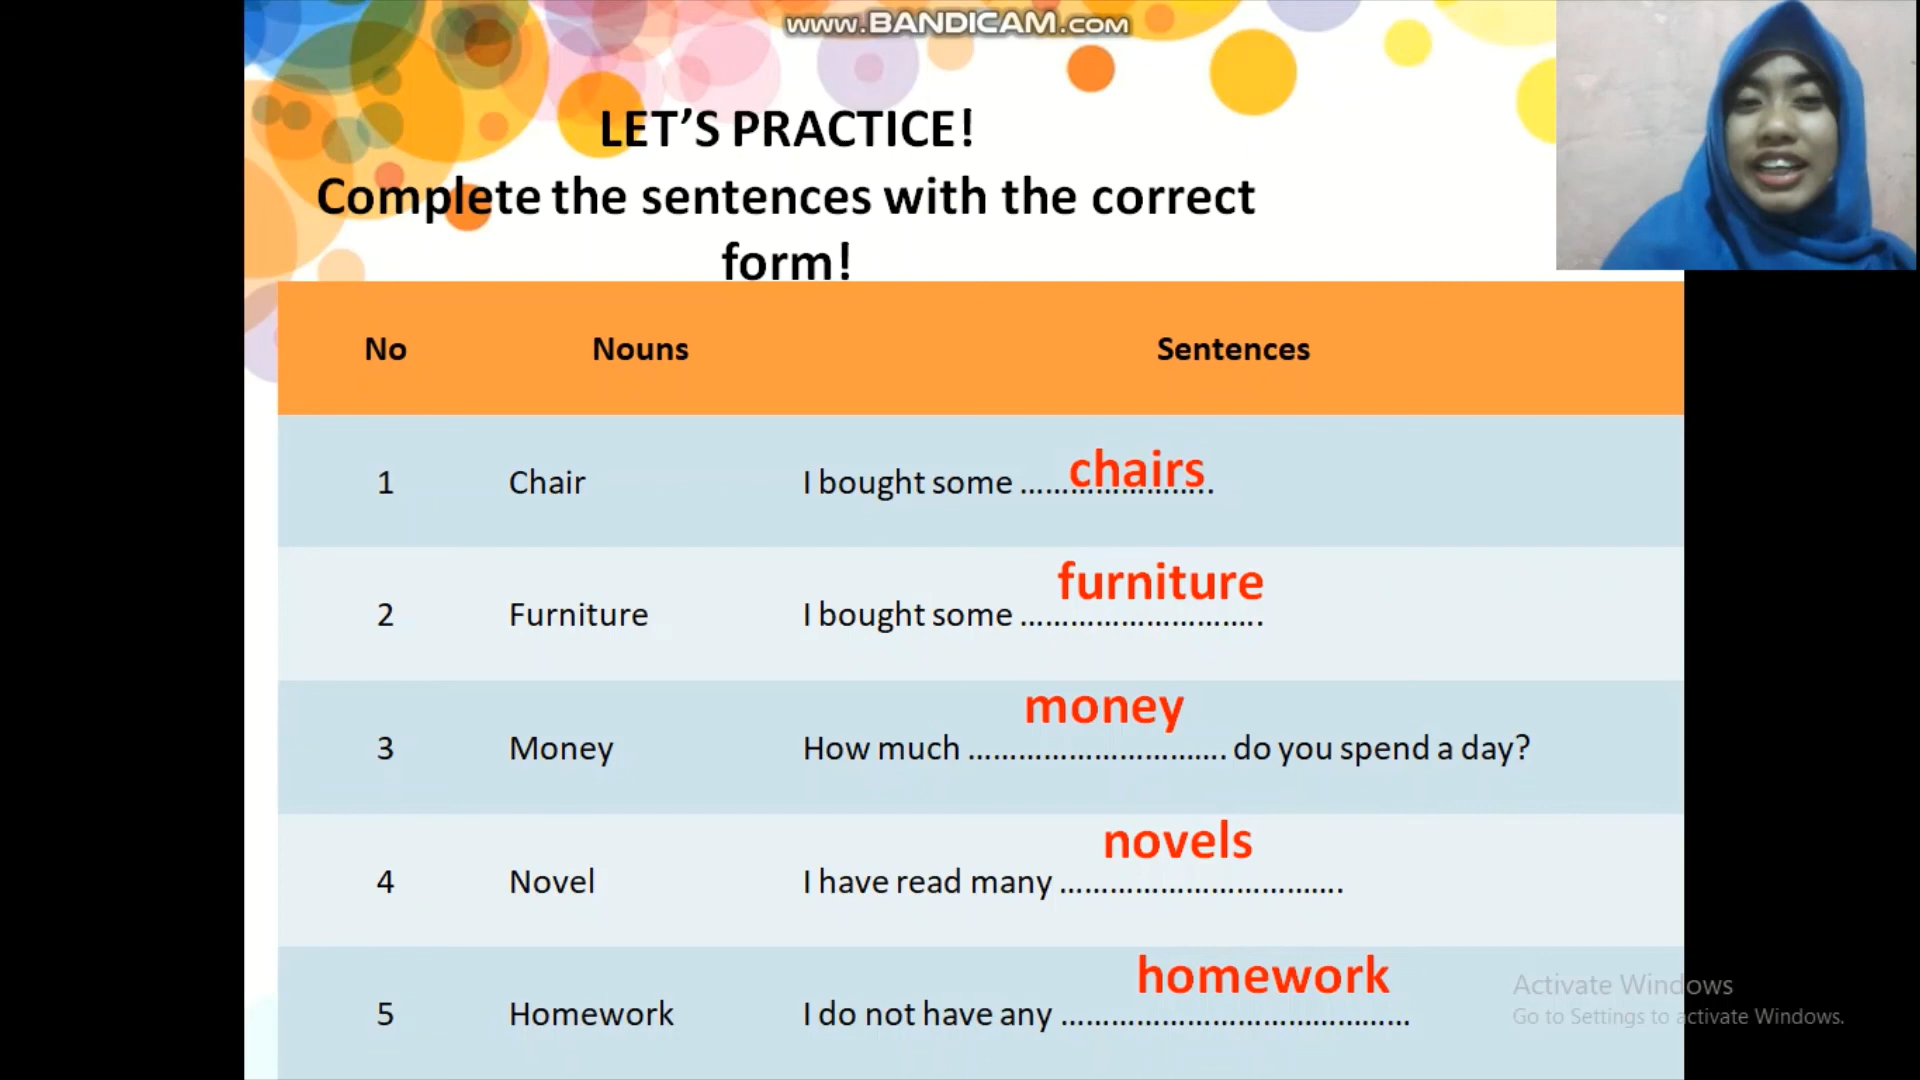 www.BANDICAM.com
LET’S PRACTICE!
Complete the sentences with the correct
form!
No Nouns Sentences
1 Chair I bought some ........................ chairs
2 Furniture I bought some ............................. furniture
3 Money How much .............................. do you spend a day? money
4 Novel I have read many ................................. novels
5 Homework I do not have any ......................................... homework
Activate Windows
Go to Settings to activate Windows.